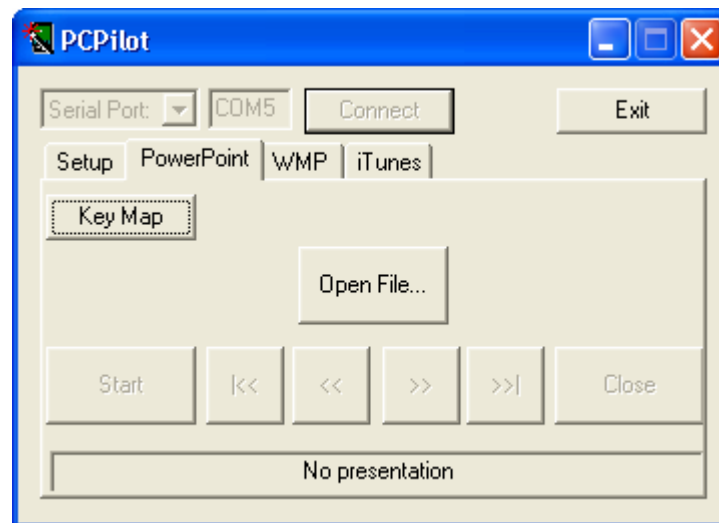 PCPilot
Serial Port: COM5 Connect Exit
Setup PowerPoint WMP iTunes
Key Map
Open File...
Start |<< << >> >>| Close
No presentation